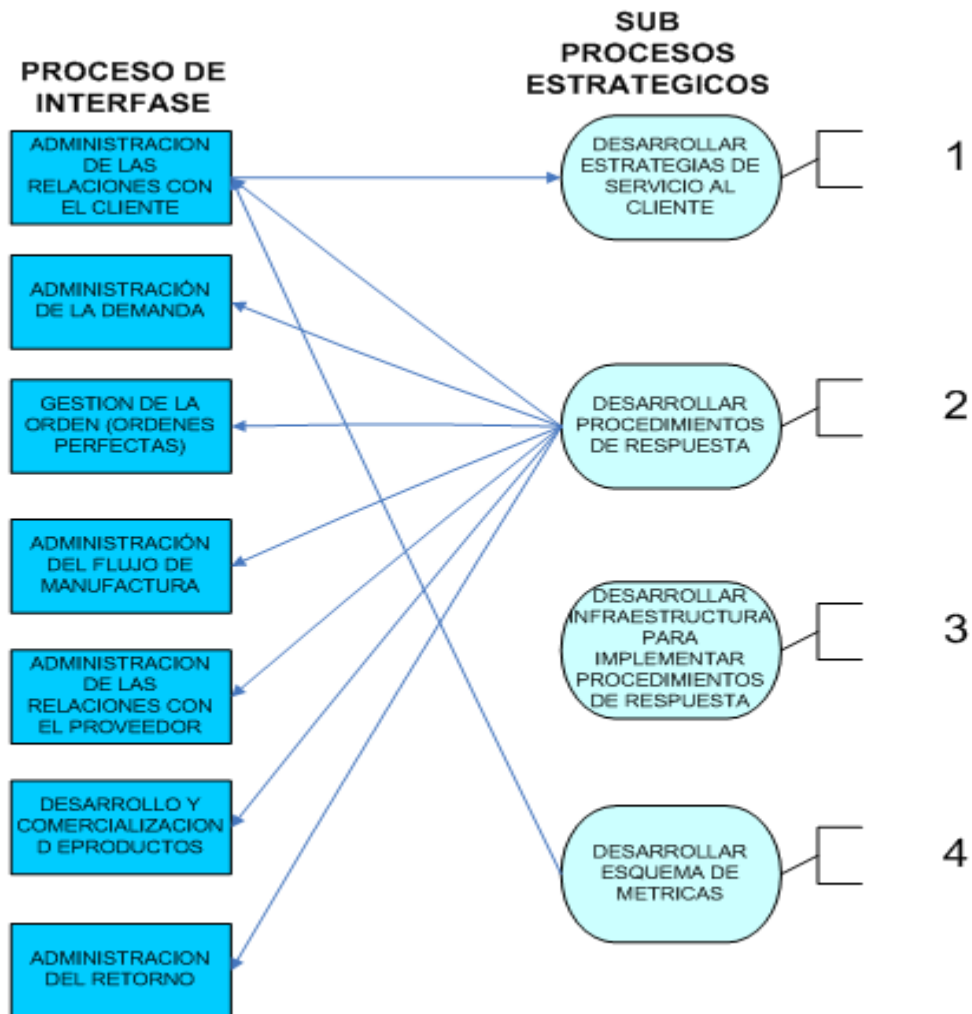 PROCESO DE
INTERFASE
ADMINISTRACION
DE LAS
RELACIONES CON
EL CLIENTE
ADMINISTRACIÓN
DE LA DEMANDA
GESTION DE LA
ORDEN (ORDENES
PERFECTAS)
ADMINISTRACIÓN
DEL FLUJO DE
MANUFACTURA
ADMINISTRACION
DE LAS
RELACIONES CON
EL PROVEEDOR
DESARROLLO Y
COMERCIALIZACION
D EPRODUCTOS
ADMINISTRACION
DEL RETORNO
SUB
PROCESOS
ESTRATEGICOS
DESARROLLAR
ESTRATEGIAS DE
SERVICIO AL
CLIENTE
1
DESARROLLAR
PROCEDIMIENTOS
DE RESPUESTA
2
DESARROLLAR
INFRAESTRUCTURA
PARA
IMPLEMENTAR
PROCEDIMIENTOS
DE RESPUESTA
3
DESARROLLAR
ESQUEMA DE
METRICAS
4